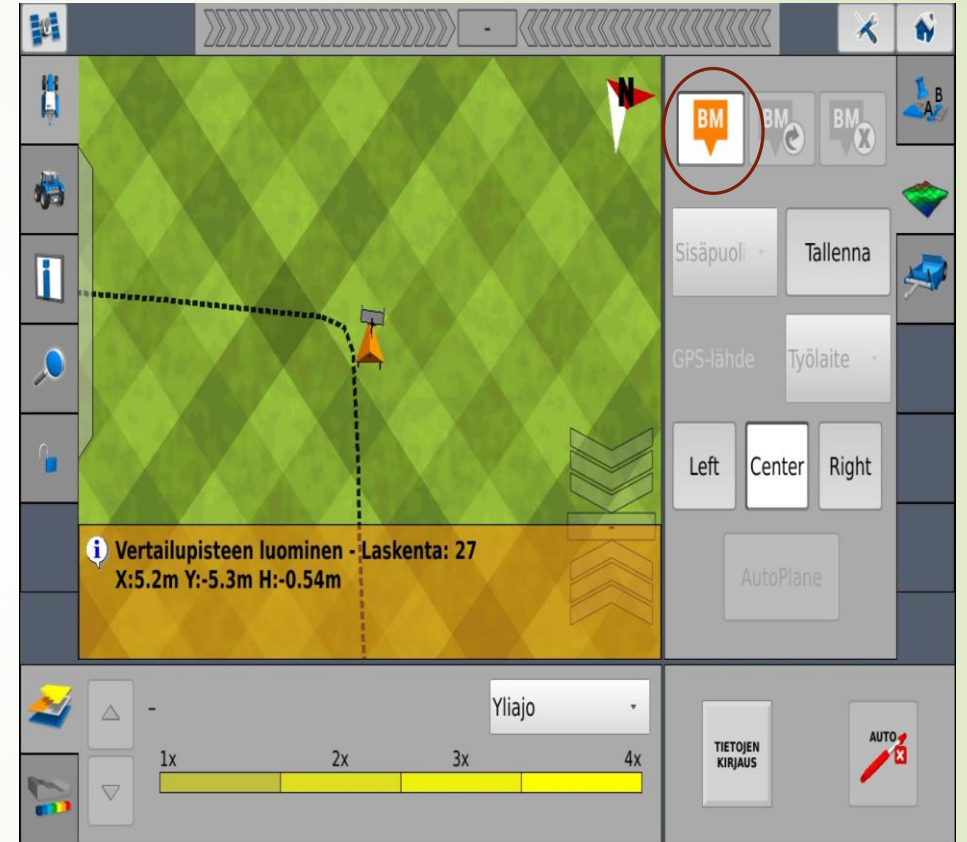 -
N
A B
BM BM BM
Sisäpuoli Tallenna
GPS-lähde Työlaite
Left Center Right
Vertailupisteen luominen - Laskenta: 27
X:5.2m Y:-5.3m H:-0.54m
-
AutoPlane
- Yliajo
1x 2x 3x 4x
TIETOJEN
KIRJAUS
AUTO